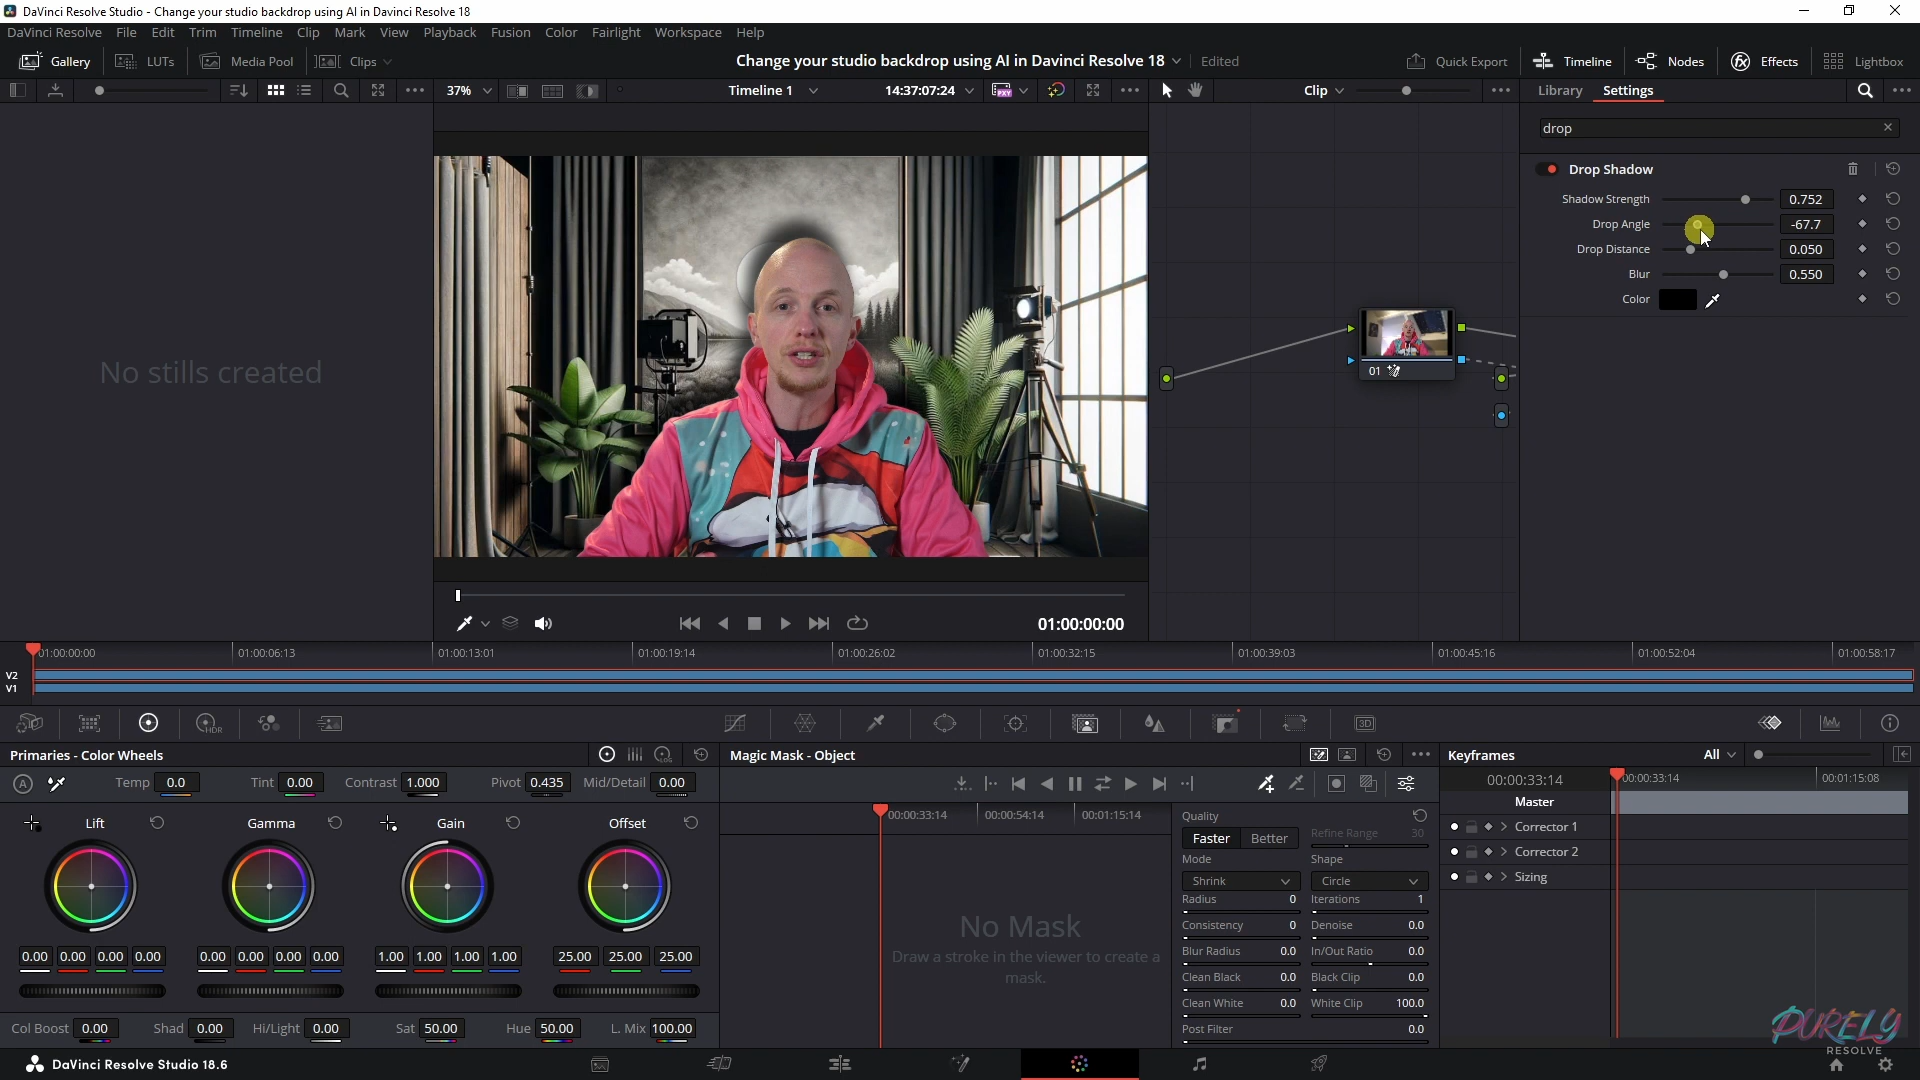 DaVinci Resolve Studio - Change your studio backdrop using AI in Davinci Resolve 18
DaVinci Resolve File Edit Trim Timeline Clip Mark View Playback Fusion Color Fairlight Workspace Help
Gallery LUTs Media Pool Clips Change your studio backdrop using AI in Davinci Resolve 18 Edited Quick Export Timeline Nodes Effects Lightbox
37% Timeline 1 14:37:07:24 PXY Clip Library Settings
drop
Drop Shadow
Shadow Strength 0.752
Drop Angle -67.7
Drop Distance 0.050
Blur 0.550
Color
No stills created
01
01:00:00:00
01:00:00:00 01:00:06:13 01:00:13:01 01:00:19:14 01:00:26:02 01:00:32:15 01:00:39:03 01:00:45:16 01:00:52:04 01:00:58:17
V2
V1
HDR 3D
Primaries - Color Wheels LOG Magic Mask - Object Keyframes All
A Temp 0.0 Tint 0.00 Contrast 1.000 Pivot 0.435 Mid/Detail 0.00
Lift Gamma Gain Offset
0.00 0.00 0.00 0.00 0.00 0.00 0.00 0.00 1.00 1.00 1.00 1.00 25.00 25.00 25.00
Col Boost 0.00 Shad 0.00 Hi/Light 0.00 Sat 50.00 Hue 50.00 L. Mix 100.00
00:00:33:14 00:00:54:14 00:01:15:14
No Mask
Draw a stroke in the viewer to create a
mask.
Quality
Faster Better Refine Range 30
Mode Shape
Shrink Circle
Radius 0 Iterations 1
Consistency 0 Denoise 0.0
Blur Radius 0.0 In/Out Ratio 0.0
Clean Black 0.0 Black Clip 0.0
Clean White 0.0 White Clip 100.0
Post Filter 0.0
00:00:33:14 00:00:33:14 00:01:15:08
Master
Corrector 1
Corrector 2
Sizing
PURELY
RESOLVE
DaVinci Resolve Studio 18.6